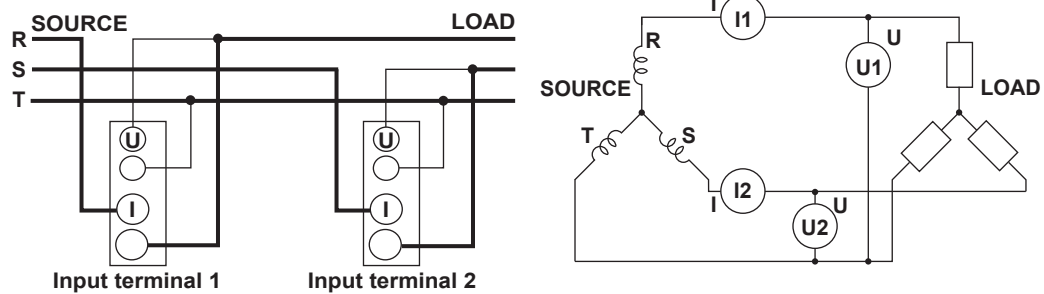 SOURCE
LOAD
R
S
T
U
U
I
I
Input terminal 1
Input terminal 2
I
I1
U
R
U1
SOURCE
LOAD
T
S
I
I2
U
U2